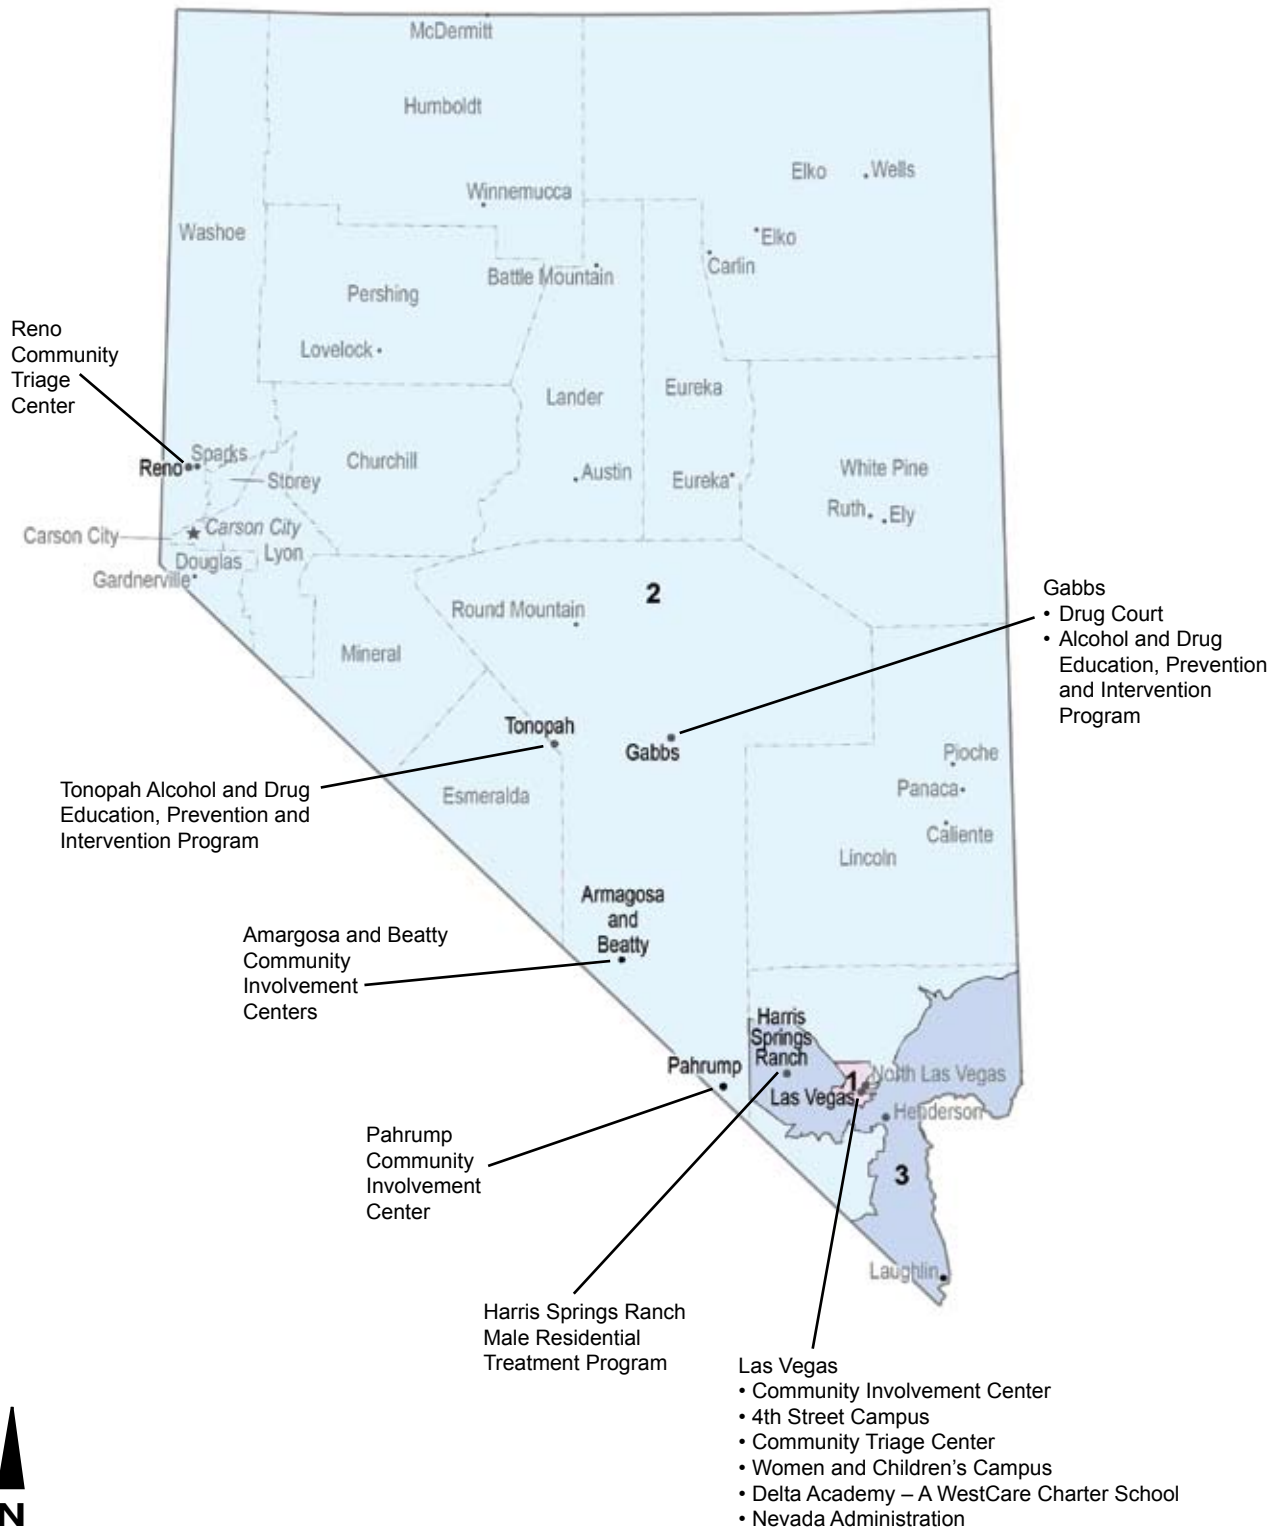 McDermitt
Humboldt
Elko
Wells
Winnemucca
Washoe
Elko
Carlin
Battle Mountain
Pershing
Reno
Community
Triage
Center
Lovelock
Lander
Eureka
Sparks
Reno
Churchill
Storey
Austin
Eureka
White Pine
Ruth
Ely
Carson City
Carson City
Lyon
Douglas
Gardnerville
2
Round Mountain
Gabbs
• Drug Court
• Alcohol and Drug
Education, Prevention
and Intervention
Program
Mineral
Tonopah
Gabbs
Pioche
Panaca
Caliente
Lincoln
Tonopah Alcohol and Drug
Education, Prevention and
Intervention Program
Esmeralda
Armagosa
and
Beatty
Amargosa and Beatty
Community
Involvement
Centers
Harris
Springs
Ranch
Pahrump
1
North Las Vegas
Las Vegas
Henderson
Pahrump
Community
Involvement
Center
3
Laughlin
Harris Springs Ranch
Male Residential
Treatment Program
Las Vegas
• Community Involvement Center
• 4th Street Campus
• Community Triage Center
• Women and Children's Campus
• Delta Academy – A WestCare Charter School
• Nevada Administration
N